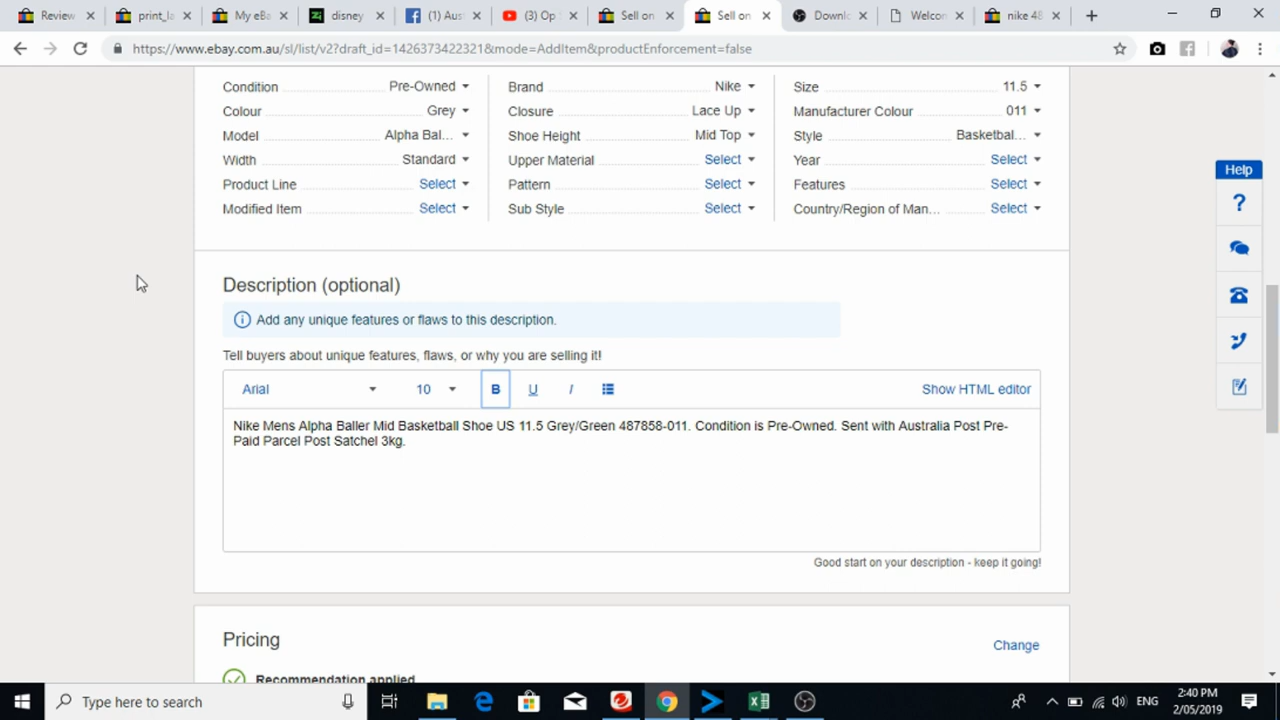 Review
print_la
My eBa
disney
(1) Aus
(3) Op
Sell on
Sell on
Downlo
Welcom
nike 48
https://www.ebay.com.au/sl/list/v2?draft_id=1426373422321&mode=AddItem&productEnforcement=false
Condition Pre-Owned Brand Nike Size 11.5
Colour Grey Closure Lace Up Manufacturer Colour 011
Model Alpha Bal... Shoe Height Mid Top Style Basketbal...
Width Standard Upper Material Select Year Select
Product Line Select Pattern Select Features Select
Modified Item Select Sub Style Select Country/Region of Man... Select
Help
?
Description (optional)
Add any unique features or flaws to this description.
Tell buyers about unique features, flaws, or why you are selling it!
Arial 10 B U I Show HTML editor
Nike Mens Alpha Baller Mid Basketball Shoe US 11.5 Grey/Green 487858-011. Condition is Pre-Owned. Sent with Australia Post Pre-
Paid Parcel Post Satchel 3kg.
Good start on your description - keep it going!
Pricing
Change
Recommendation applied
Type here to search
ENG
2:40 PM
2/05/2019